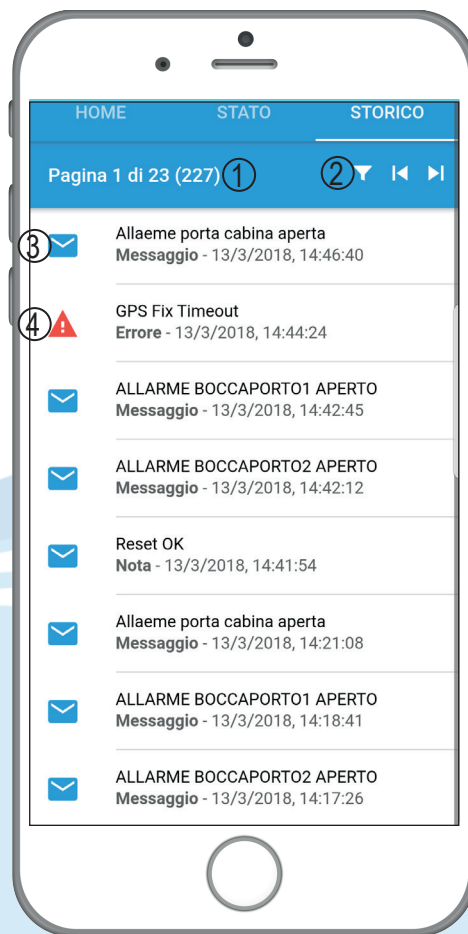 HOME STATO STORICO
Pagina 1 di 23 (227) 1 2
3 Allaeme porta cabina aperta
Messaggio - 13/3/2018, 14:46:40
4 GPS Fix Timeout
Errore - 13/3/2018, 14:44:24
ALLARME BOCCAPORTO1 APERTO
Messaggio - 13/3/2018, 14:42:45
ALLARME BOCCAPORTO2 APERTO
Messaggio - 13/3/2018, 14:42:12
Reset OK
Nota - 13/3/2018, 14:41:54
Allaeme porta cabina aperta
Messaggio - 13/3/2018, 14:21:08
ALLARME BOCCAPORTO1 APERTO
Messaggio - 13/3/2018, 14:18:41
ALLARME BOCCAPORTO2 APERTO
Messaggio - 13/3/2018, 14:17:26